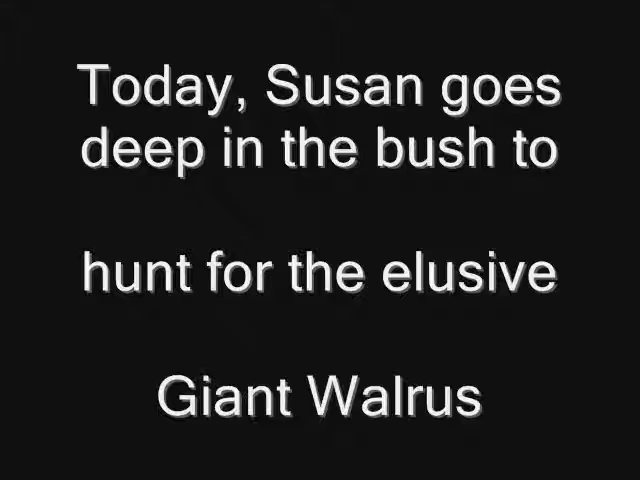 Today, Susan goes
deep in the bush to
hunt for the elusive
Giant Walrus